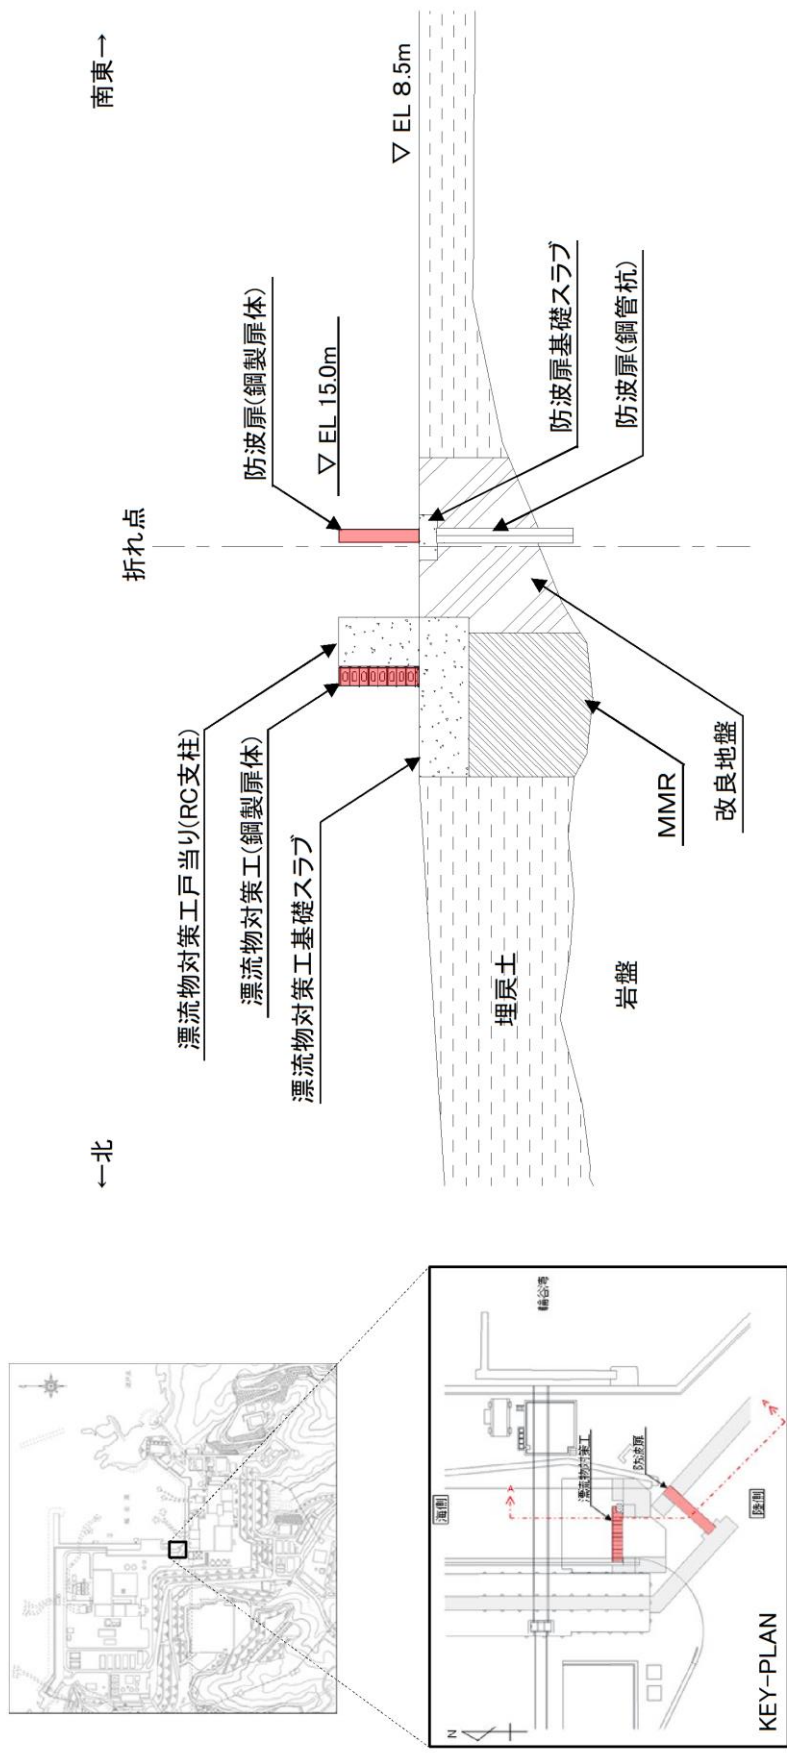 ←北
南東→
折れ点
漂流物対策工戸当り(RC支柱)
漂流物対策工(鋼製扉体)
漂流物対策工基礎スラブ
防波扉(鋼製扉体)
▽ EL 15.0m
▽ EL 8.5m
防波扉基礎スラブ
防波扉(鋼管杭)
埋戻土
岩盤
MMR
改良地盤
輪谷湾
海側
A
漂流物対策工
防波扉
陸側
A
N
KEY-PLAN